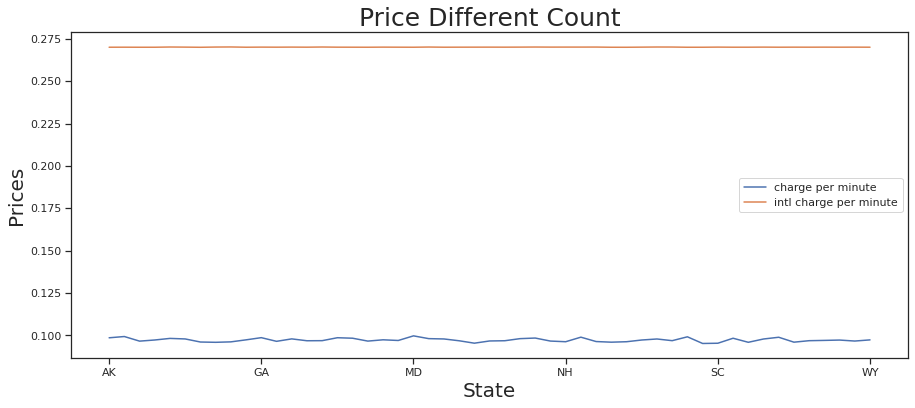 Price Different Count
Prices
0.275
0.250
0.225
0.200
0.175
0.150
0.125
0.100
charge per minute
intl charge per minute
AK GA MD NH SC WY
State